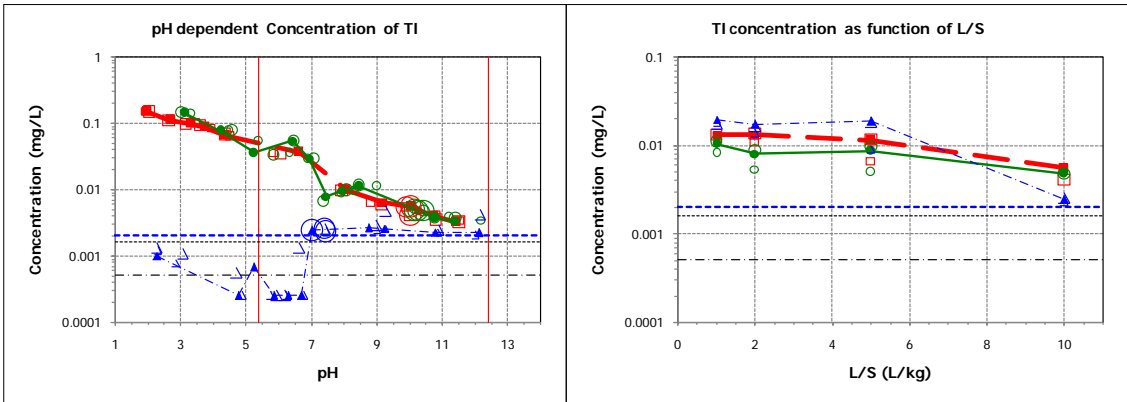 pH dependent Concentration of Tl
Concentration (mg/L)
1
0.1
0.01
0.001
0.0001
1 3 5 7 9 11 13
pH
Tl concentration as function of L/S
Concentration (mg/L)
0.1
0.01
0.001
0.0001
0 2 4 6 8 10
L/S (L/kg)